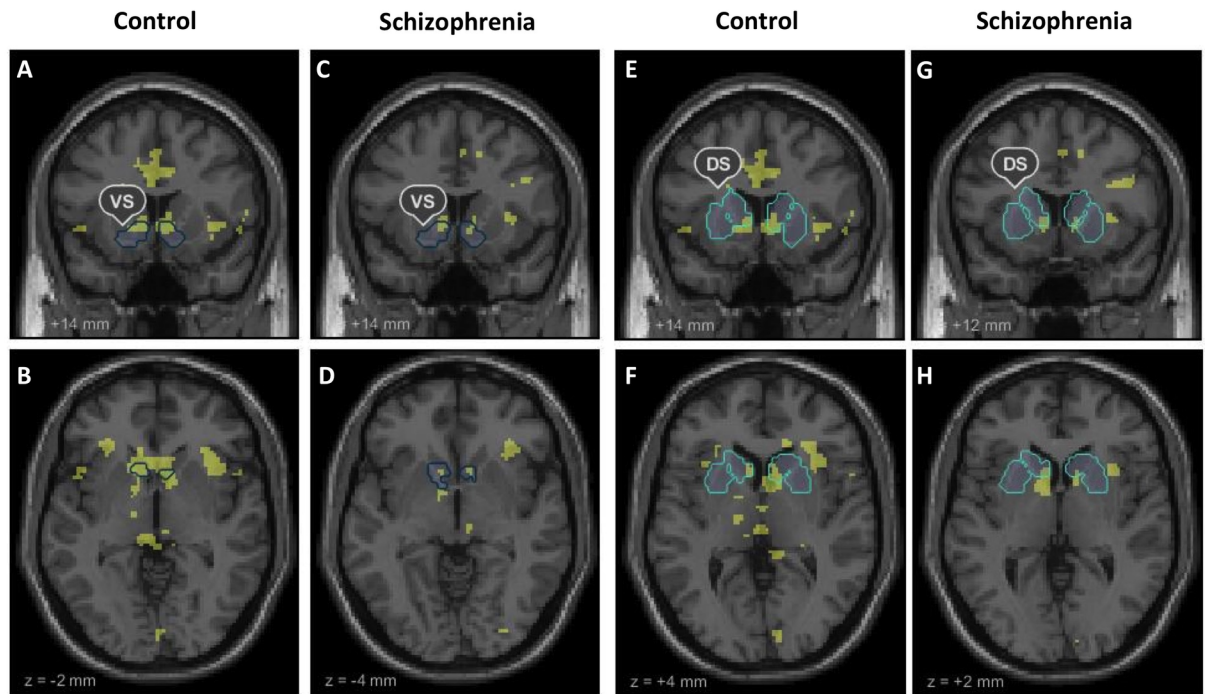 Control
Schizophrenia
Control
Schizophrenia
A
C
E
G
VS
VS
DS
DS
+14 mm
+14 mm
+14 mm
+12 mm
B
D
F
H
z = -2 mm
z = -4 mm
z = +4 mm
z = +2 mm